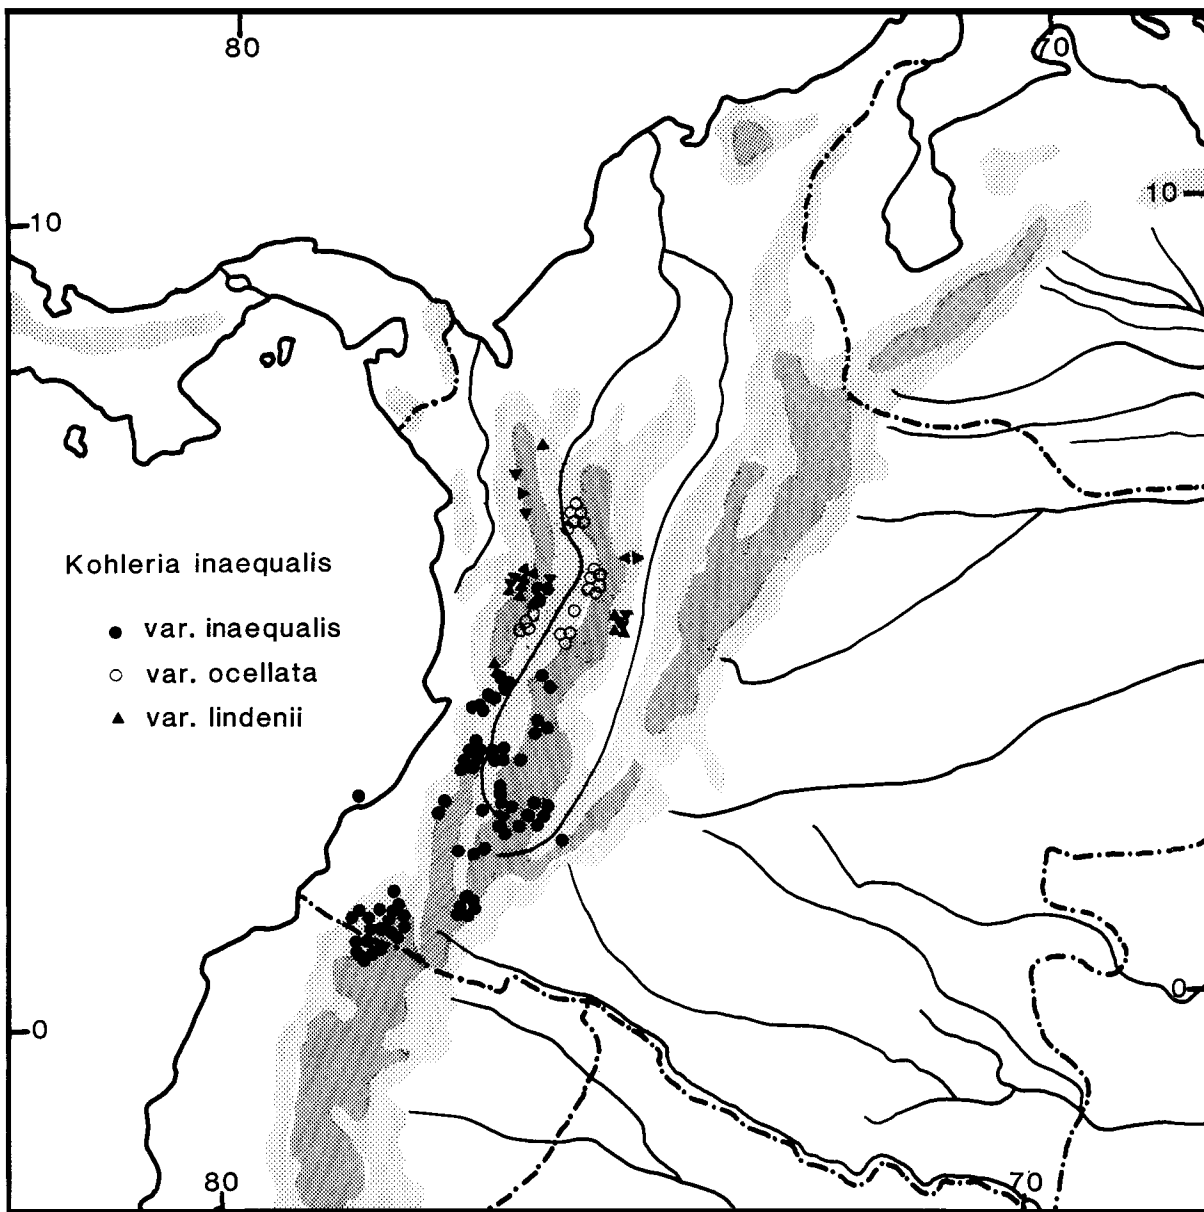 80
70
10
10
Kohleria inaequalis
var. inaequalis
var. ocellata
var. lindenii
0
0
80
70